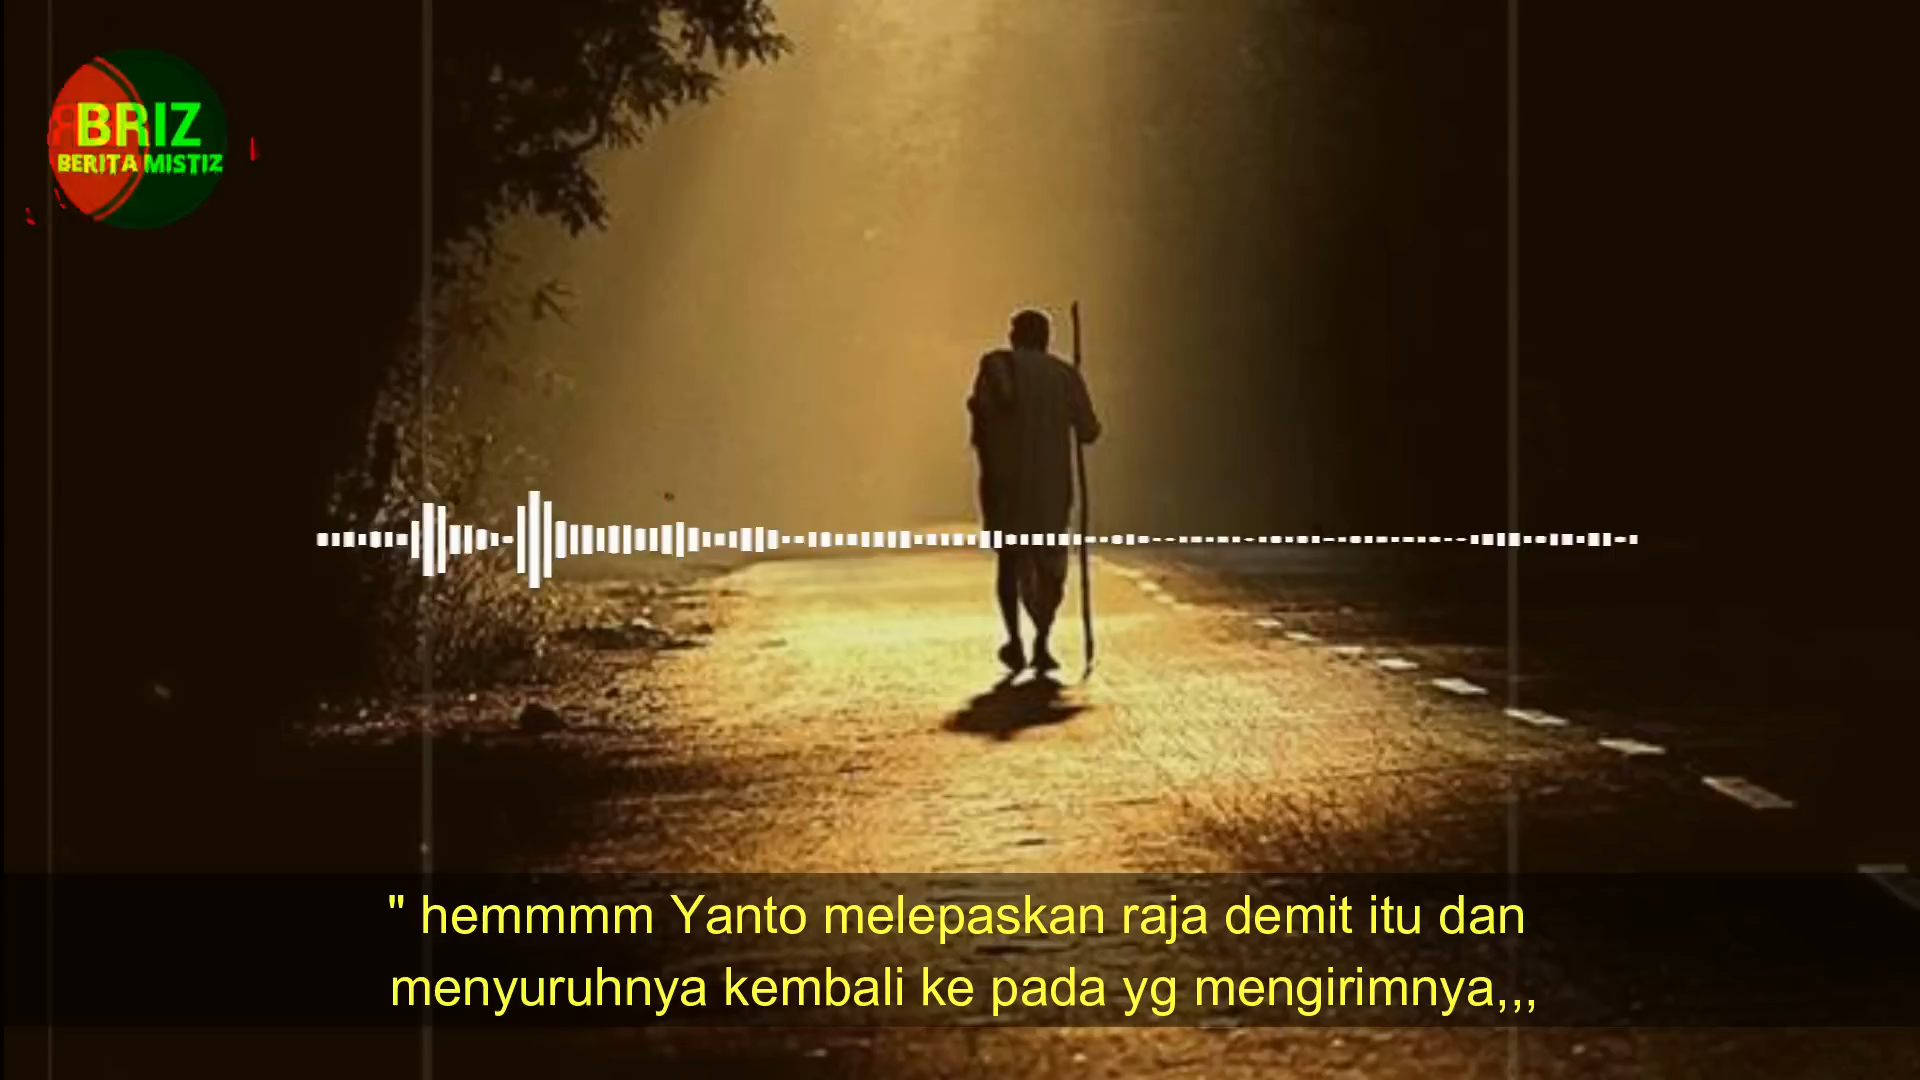 BRIZ
BERITA MISTIZ
" hemmmm Yanto melepaskan raja demit itu dan
menyuruhnya kembali ke pada yg mengirimnya,,,